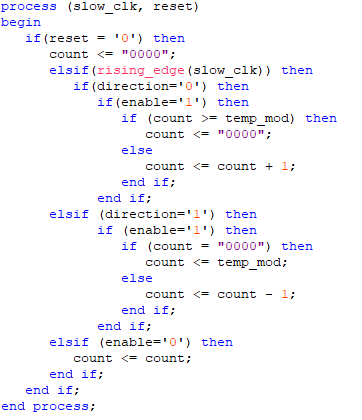 process (slow_clk, reset)
begin
   if(reset = '0') then
      count <= "0000";
      elsif(rising_edge(slow_clk)) then
         if(direction='0') then
            if(enable='1') then
               if (count >= temp_mod) then
                  count <= "0000";
               else
                  count <= count + 1;
               end if;
            end if;
      elsif (direction='1') then
            if (enable='1') then
               if (count = "0000") then
                  count <= temp_mod;
               else
                  count <= count - 1;
               end if;
            end if;
      elsif (enable='0') then
         count <= count;
      end if;
   end if;
end process;